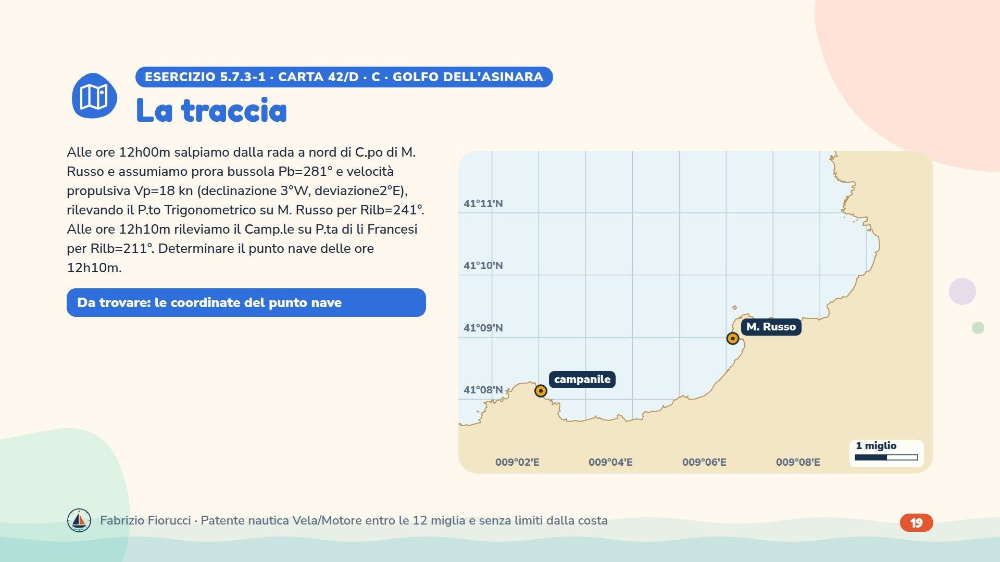 ESERCIZIO 5.7.3-1 · CARTA 42/D · C · GOLFO DELL'ASINARA
La traccia
Alle ore 12h00m salpiamo dalla rada a nord di C.po di M.
Russo e assumiamo prora bussola Pb=281° e velocità
propulsiva Vp=18 kn (declinazione 3°W, deviazione2°E),
rilevando il P.to Trigonometrico su M. Russo per Rilb=241°.
Alle ore 12h10m rileviamo il Camp.le su P.ta di li Francesi
per Rilb=211°. Determinare il punto nave delle ore
12h10m.
Da trovare: le coordinate del punto nave
41°11'N
41°10'N
41°09'N
M. Russo
campanile
41°08'N
1 miglio
009°02'E
009°04'E
009°06'E
009°08'E
Fabrizio Fiorucci · Patente nautica Vela/Motore entro le 12 miglia e senza limiti dalla costa
19